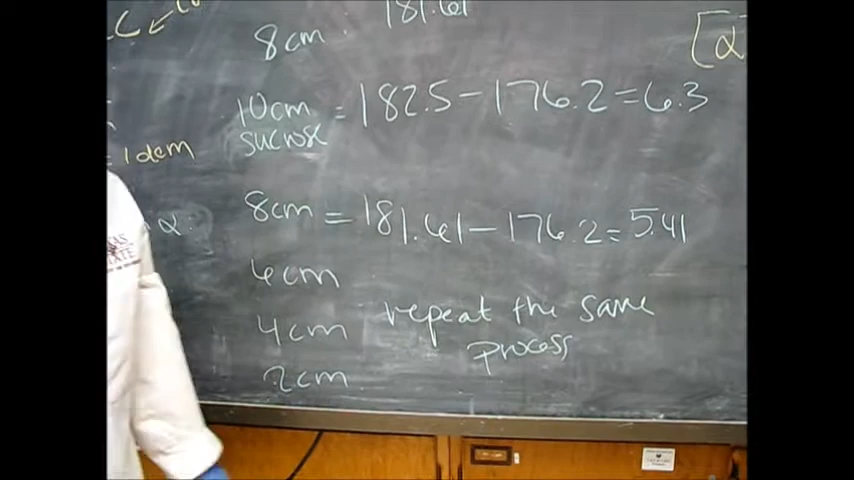 181.61
8cm
[α]
10cm = 182.5 - 176.2 = 6.3
sucrose
1dcm
8cm = 181.61 - 176.2 = 5.41
α
6cm
4cm repeat the same
process
2cm